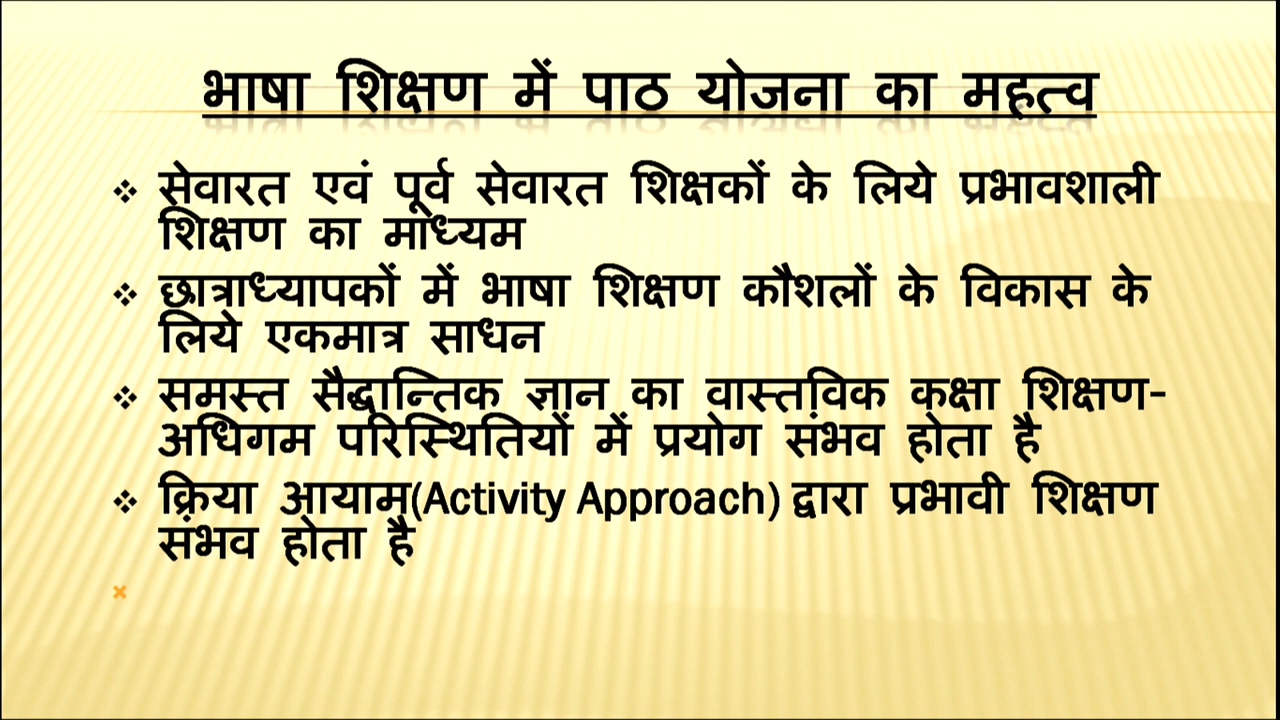 भाषा शिक्षण में पाठ योजना का महत्व
❖ सेवारत एवं पूर्व सेवारत शिक्षकों के लिये प्रभावशाली
शिक्षण का माध्यम
❖ छात्राध्यापकों में भाषा शिक्षण कौशलों के विकास के
लिये एकमात्र साधन
❖ समस्त सैद्धान्तिक ज्ञान का वास्तविक कक्षा शिक्षण-
अधिगम परिस्थितियों में प्रयोग संभव होता है
❖ क्रिया आयाम(Activity Approach) द्वारा प्रभावी शिक्षण
संभव होता है